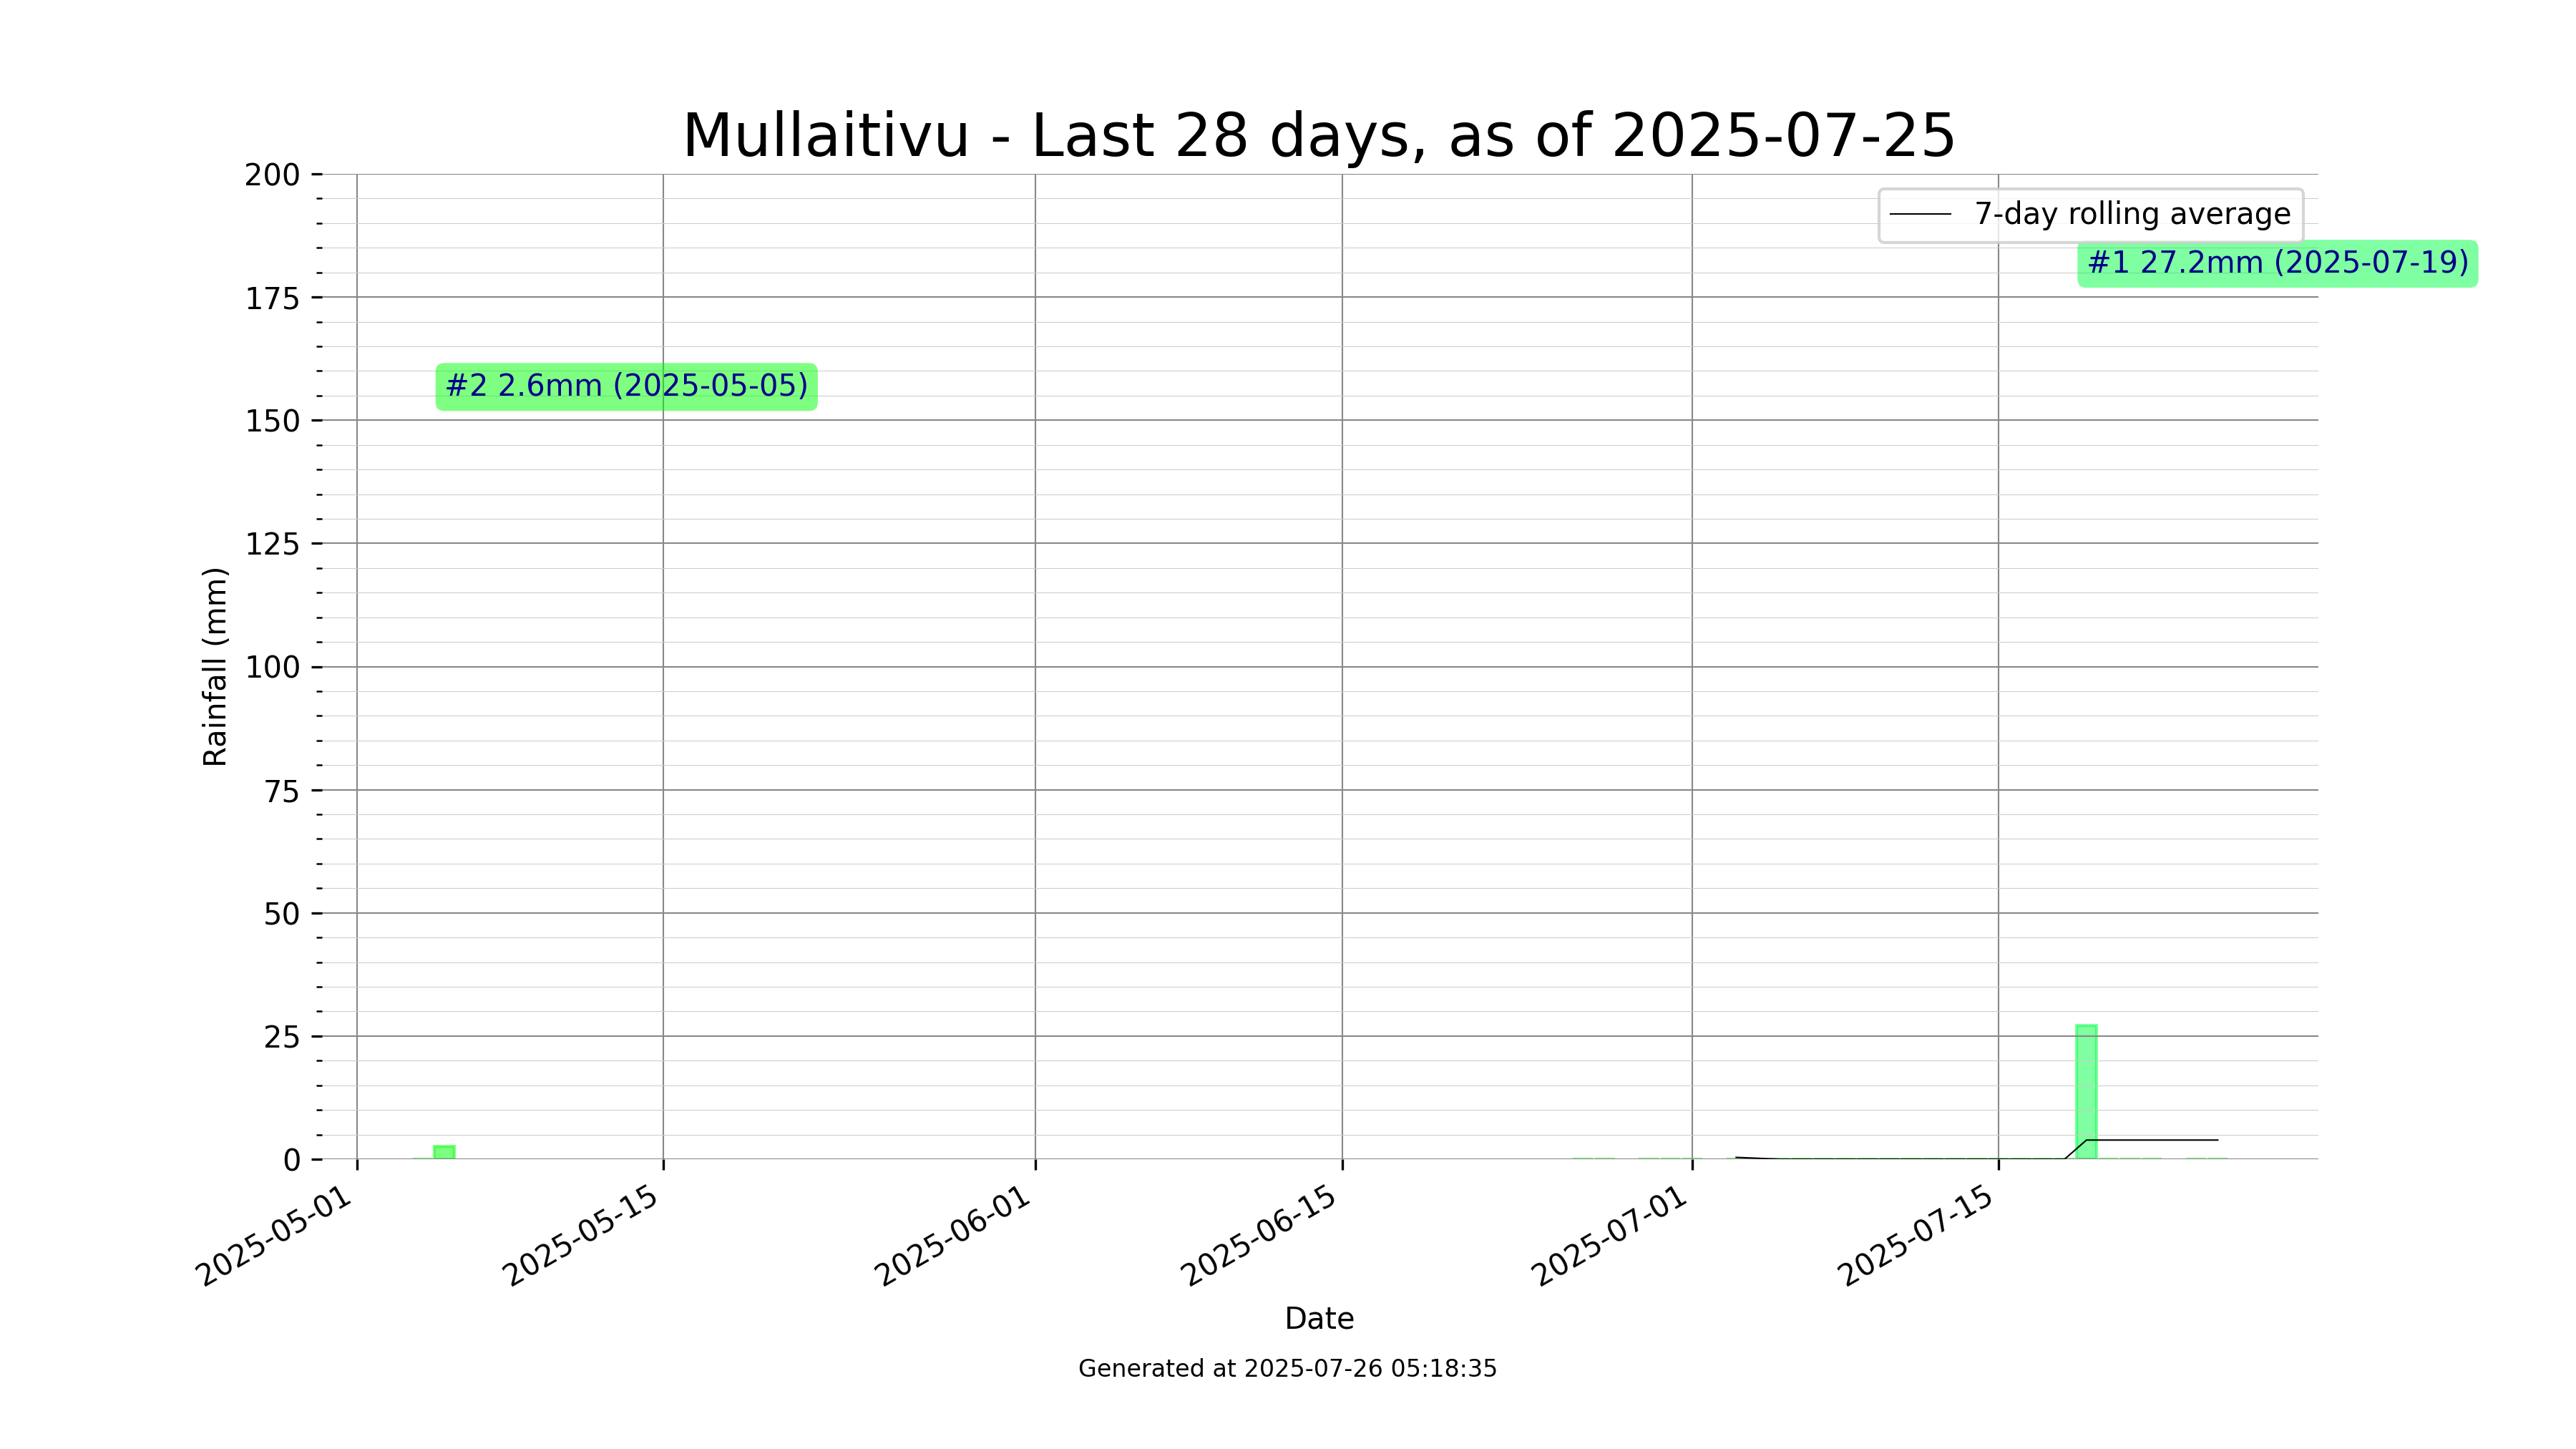 Mullaitivu - Last 28 days, as of 2025-07-25
200
175
150
125
100
75
50
25
0
Rainfall (mm)
7-day rolling average
#1 27.2mm (2025-07-19)
#2 2.6mm (2025-05-05)
2025-05-01
2025-05-15
2025-06-01
2025-06-15
2025-07-01
2025-07-15
Date
Generated at 2025-07-26 05:18:35